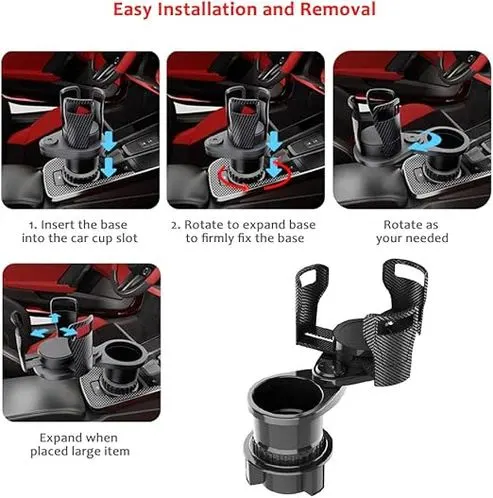 Easy Installation and Removal
1. Insert the base
into the car cup slot
2. Rotate to expand base
to firmly fix the base
Rotate as
your needed
Expand when
placed large item